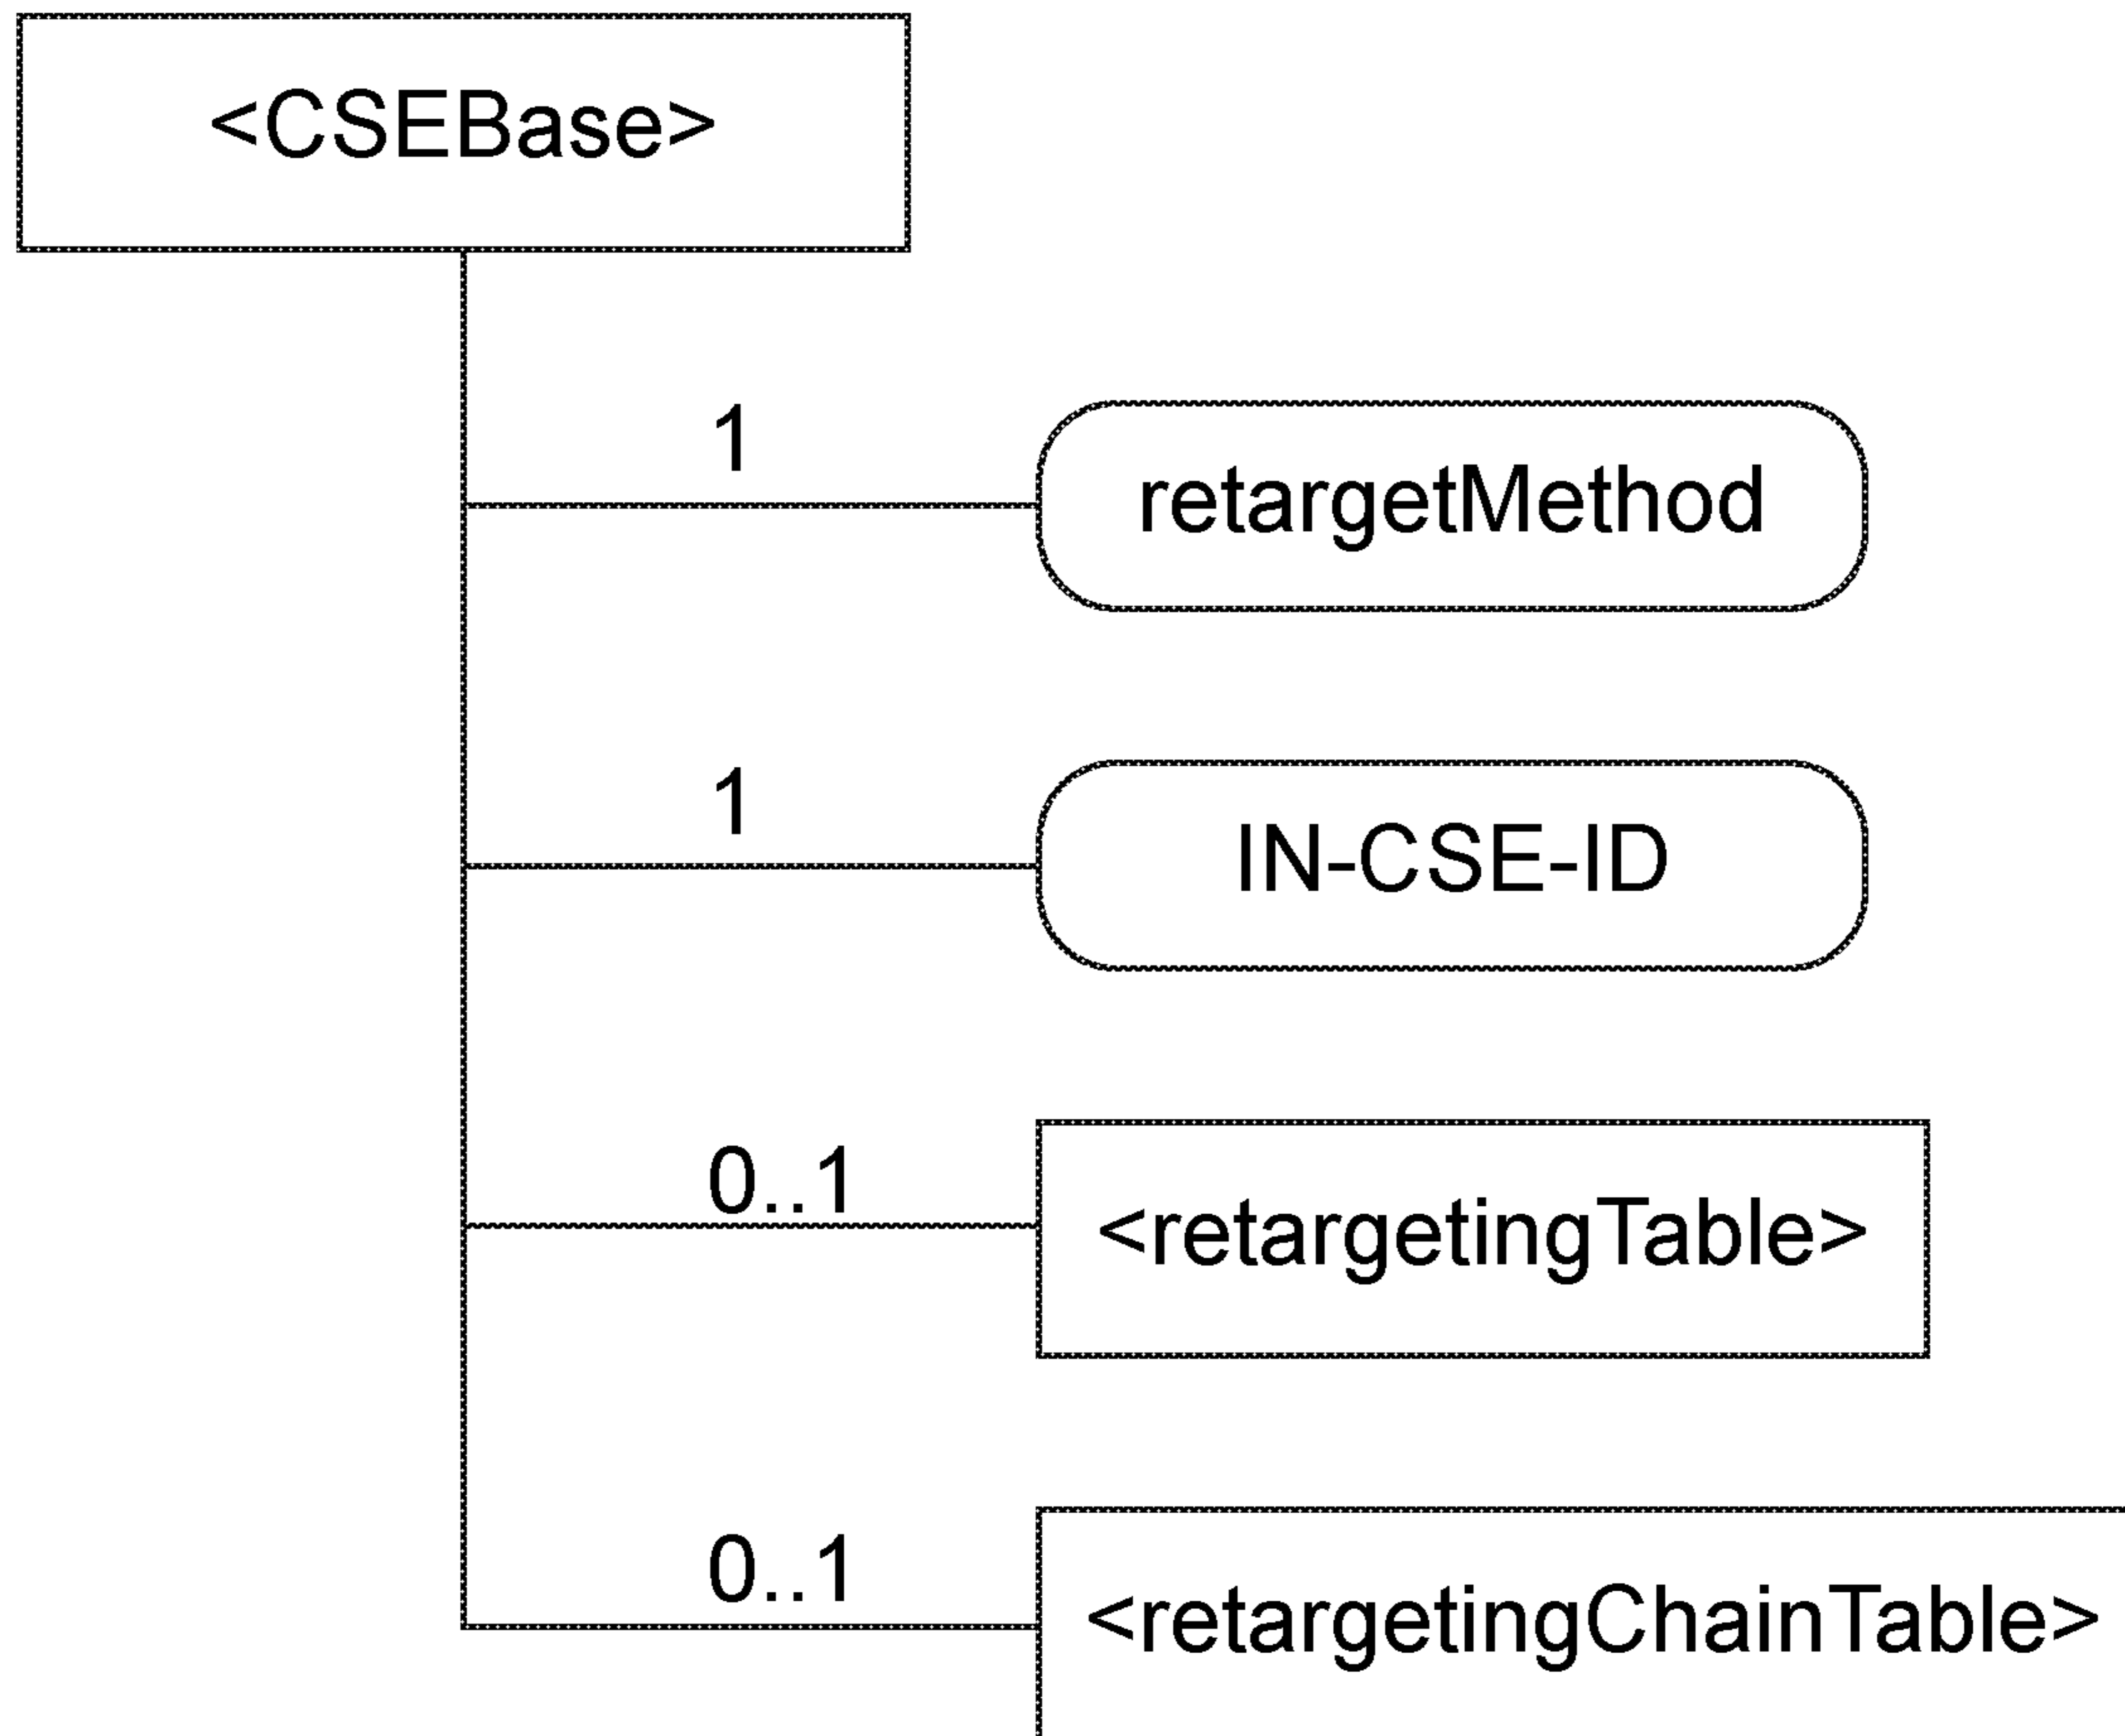 <CSEBase>
1
retargetMethod
1
IN-CSE-ID
0..1
<retargetingTable>
0..1
<retargetingChainTable>